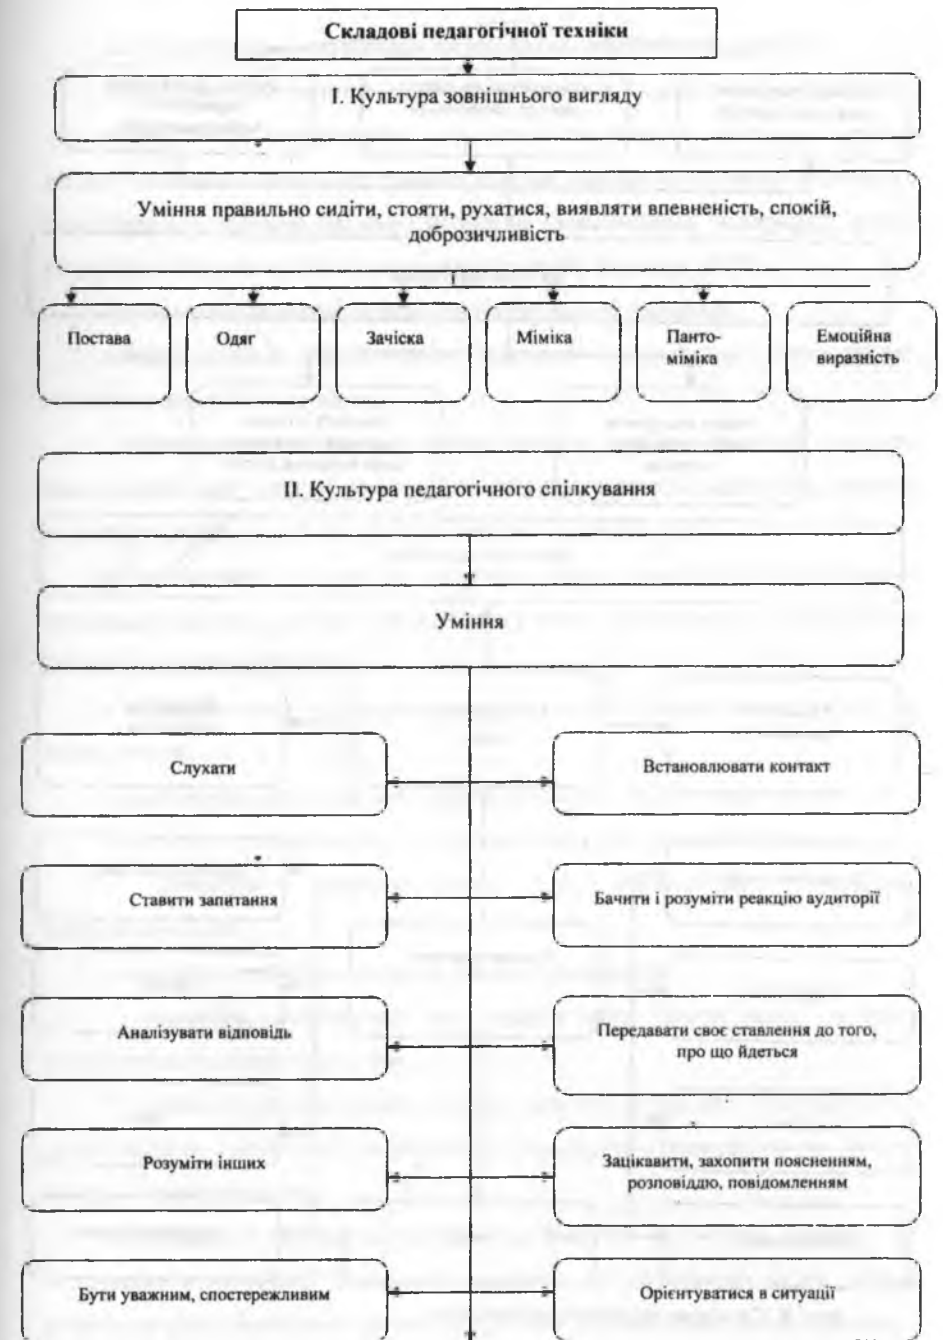 Складові педагогічної техніки
І. Культура зовнішнього вигляду
Уміння правильно сидіти, стояти, рухатися, виявляти впевненість, спокій,
доброзичливість
Постава
Одяг
Зачіска
Міміка
Панто-
міміка
Емоційна
виразність
ІІ. Культура педагогічного спілкування
Уміння
Слухати
Встановлювати контакт
Ставити запитання
Бачити і розуміти реакцію аудиторії
Аналізувати відповідь
Передавати своє ставлення до того,
про що йдеться
Розуміти інших
Зацікавити, захопити поясненням,
розповіддю, повідомленням
Бути уважним, спостережливим
Орієнтуватися в ситуації